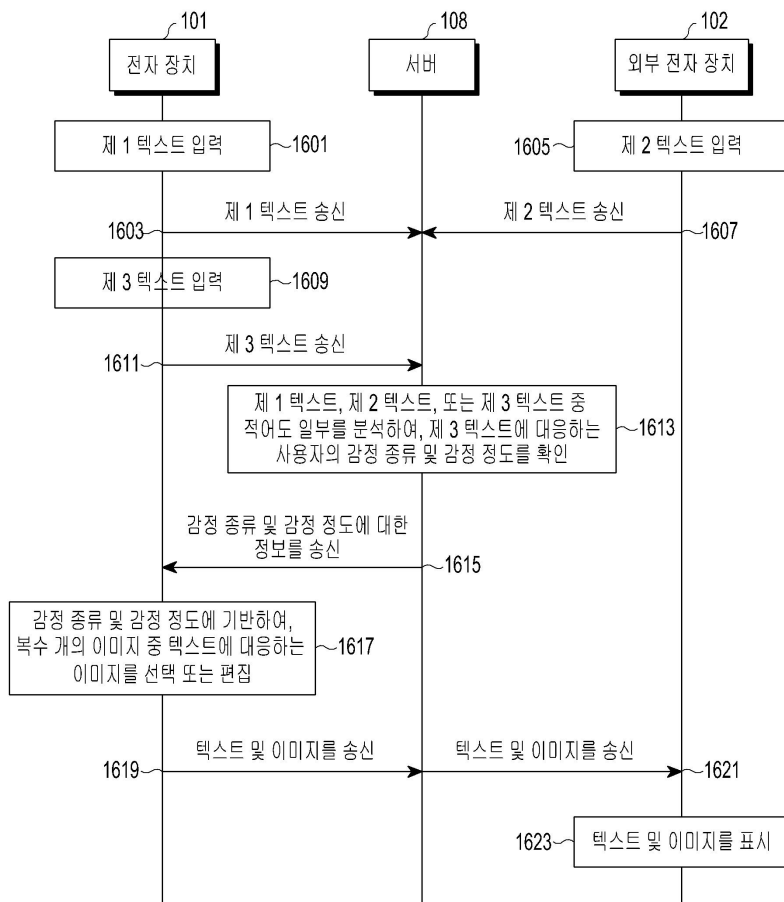 101
108
102
전자 장치
서버
외부 전자 장치
제 1 텍스트 입력
1601
1605
제 2 텍스트 입력
제 1 텍스트 송신
제 2 텍스트 송신
1603
1607
제 3 텍스트 입력
1609
제 3 텍스트 송신
1611
제 1 텍스트, 제 2 텍스트, 또는 제 3 텍스트 중
적어도 일부를 분석하여, 제 3 텍스트에 대응하는
사용자의 감정 종류 및 감정 정도를 확인
1613
감정 종류 및 감정 정도에 대한
정보를 송신
1615
감정 종류 및 감정 정도에 기반하여,
복수 개의 이미지 중 텍스트에 대응하는
이미지를 선택 또는 편집
1617
텍스트 및 이미지를 송신
텍스트 및 이미지를 송신
1619
1621
1623
텍스트 및 이미지를 표시